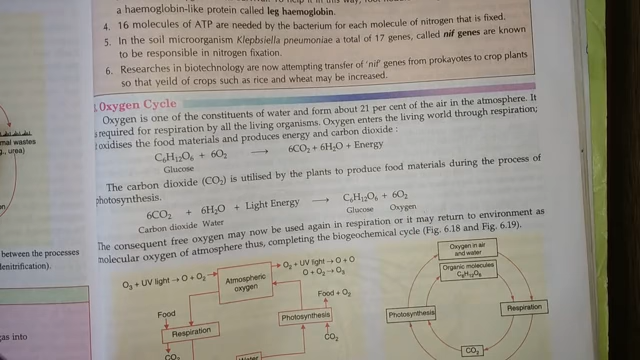 a haemoglobin-like protein called leg haemoglobin.
4. 16 molecules of ATP are needed by the bacterium for each molecule of nitrogen that is fixed.
5. In the soil microorganism Klepbsiella pneumoniae a total of 17 genes, called nif genes are known
to be responsible in nitrogen fixation.
6. Researches in biotechnology are now attempting transfer of 'nif' genes from prokayotes to crop plants
so that yeild of crops such as rice and wheat may be increased.
Oxygen Cycle
Oxygen is one of the constituents of water and form about 21 per cent of the air in the atmosphere. It
required for respiration by all the living organisms. Oxygen enters the living world through respiration;
oxidises the food materials and produces energy and carbon dioxide :
C₆H₁₂O₆ + 6O₂ → 6CO₂ + 6H₂O + Energy
Glucose
The carbon dioxide (CO₂) is utilised by the plants to produce food materials during the process of
photosynthesis.
6CO₂ + 6H₂O + Light Energy → C₆H₁₂O₆ + 6O₂
Carbon dioxide Water Glucose Oxygen
The consequent free oxygen may now be used again in respiration or it may return to environment as
molecular oxygen of atmosphere thus, completing the biogeochemical cycle (Fig. 6.18 and Fig. 6.19).
O₃ + UV light → O + O₂
Atmospheric
oxygen
O₂ + UV light → O + O
O + O₂ → O₃
Food
Respiration
CO₂
Food + O₂
Photosynthesis
CO₂
Water
Oxygen in air
and water
Organic molecules
C₆H₁₂O₆
Photosynthesis
Respiration
CO₂
mal wastes
, urea)
between the processes
denitrification).
gas into